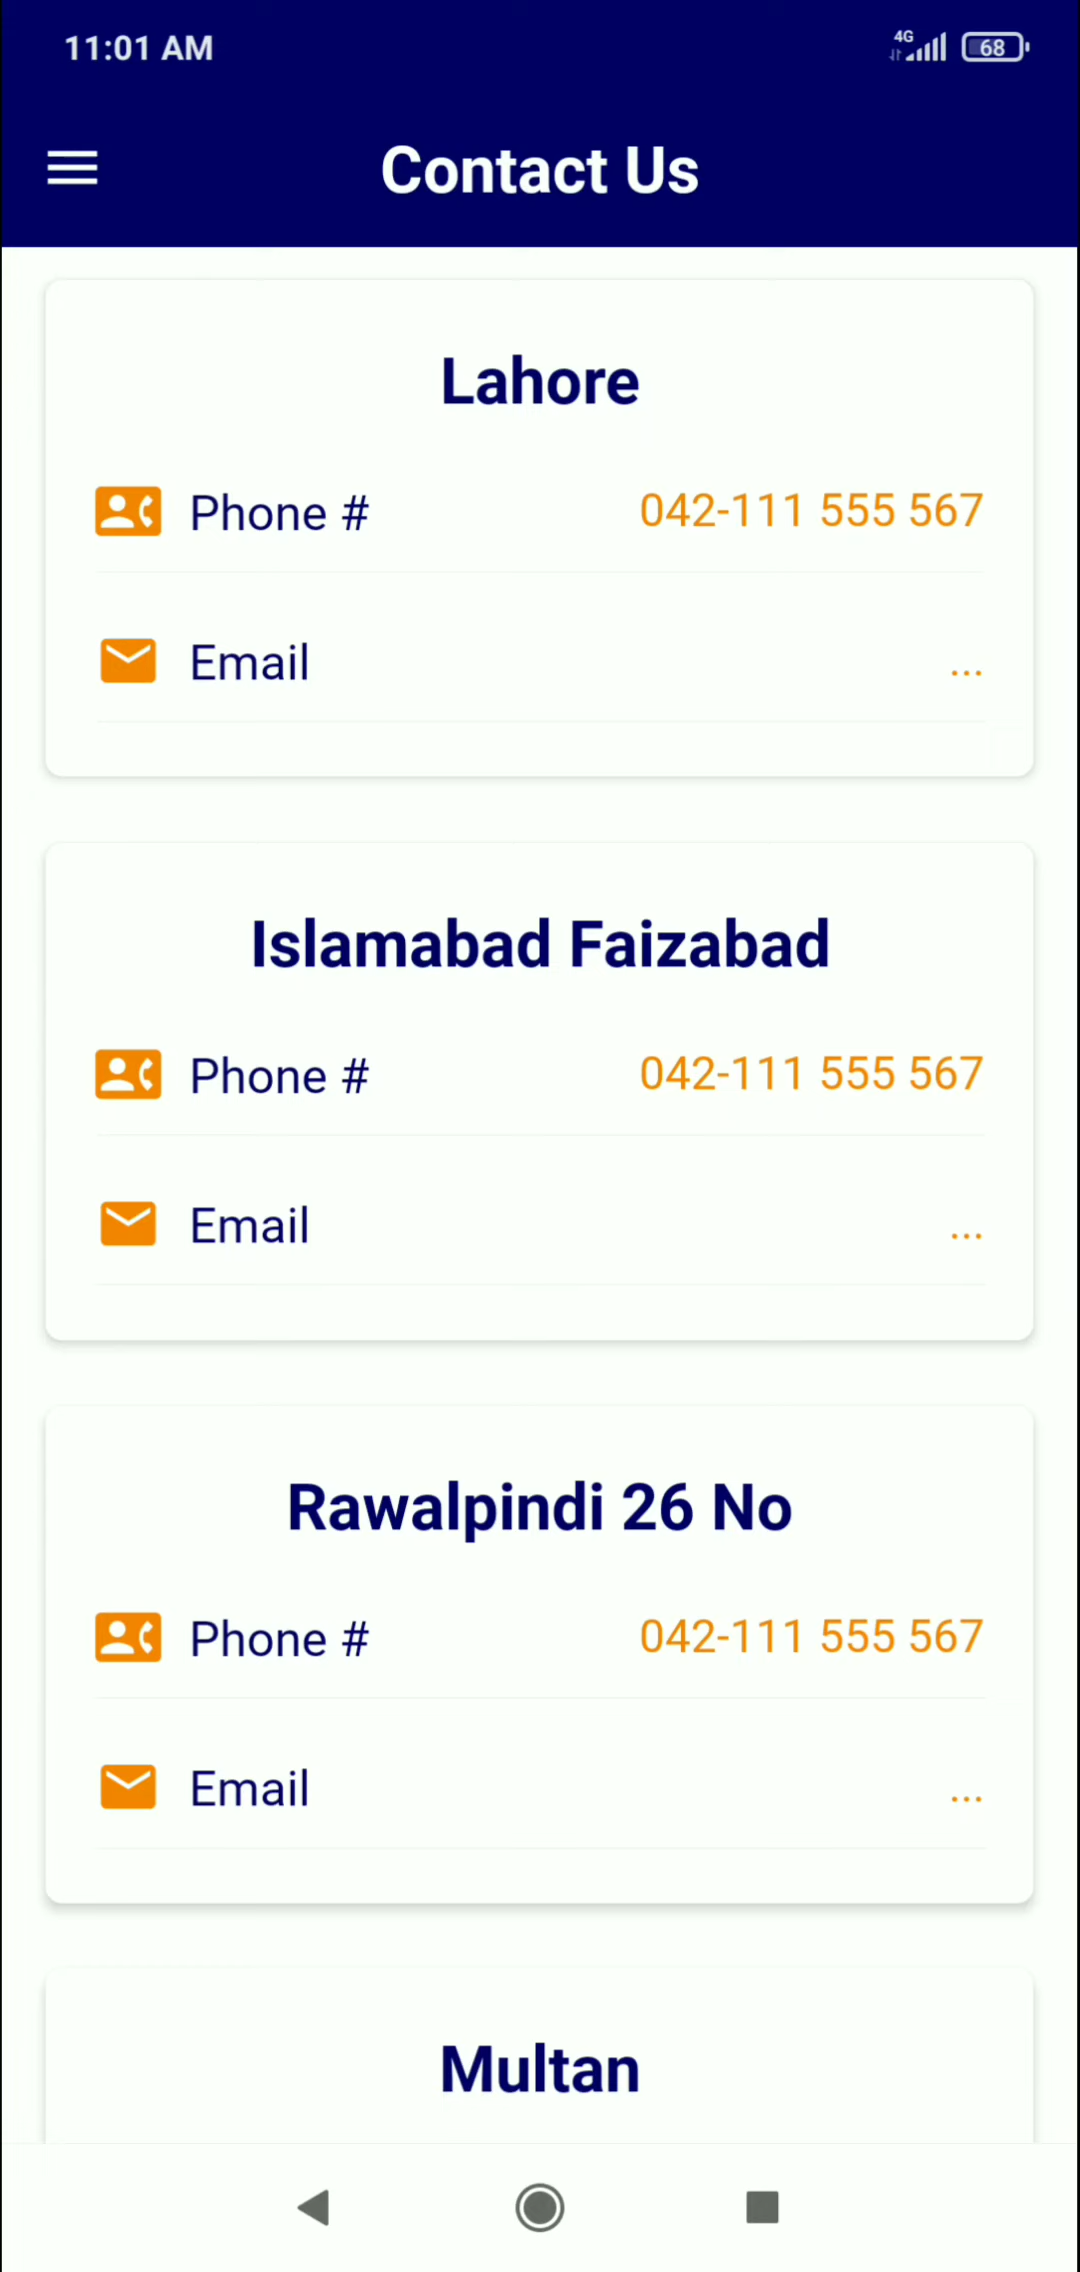 11:01 AM
4G
68
Contact Us
Lahore
Phone # 042-111 555 567
Email ...
Islamabad Faizabad
Phone # 042-111 555 567
Email ...
Rawalpindi 26 No
Phone # 042-111 555 567
Email ...
Multan